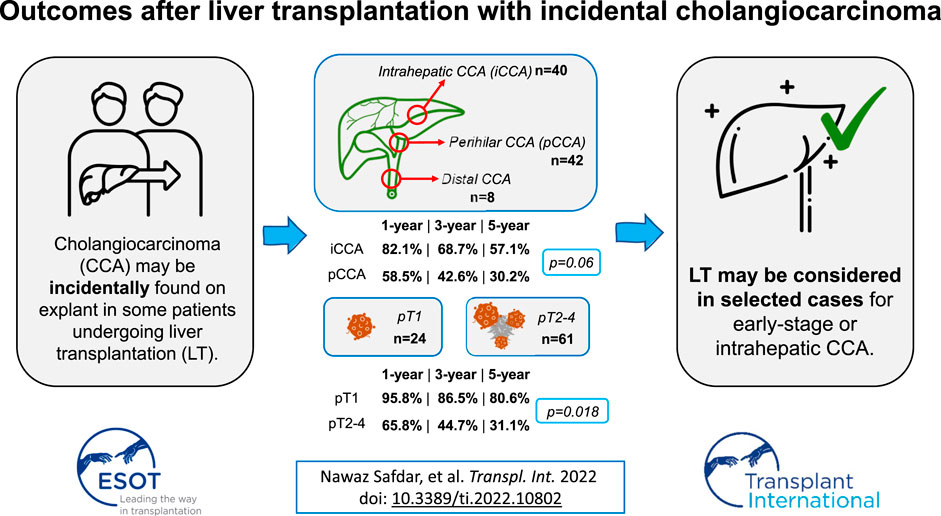 Outcomes after liver transplantation with incidental cholangiocarcinoma
Cholangiocarcinoma
(CCA) may be
incidentally found on
explant in some patients
undergoing liver
transplantation (LT).
Intrahepatic CCA (iCCA) n=40
Perihilar CCA (pCCA)
n=42
Distal CCA
n=8
1-year | 3-year | 5-year
iCCA 82.1% | 68.7% | 57.1%
pCCA 58.5% | 42.6% | 30.2%
p=0.06
pT1
n=24
pT2-4
n=61
1-year | 3-year | 5-year
pT1 95.8% | 86.5% | 80.6%
pT2-4 65.8% | 44.7% | 31.1%
p=0.018
LT may be considered
in selected cases for
early-stage or
intrahepatic CCA.
ESOT
Leading the way
in transplantation
Nawaz Safdar, et al. Transpl. Int. 2022
doi: 10.3389/ti.2022.10802
Transplant
International